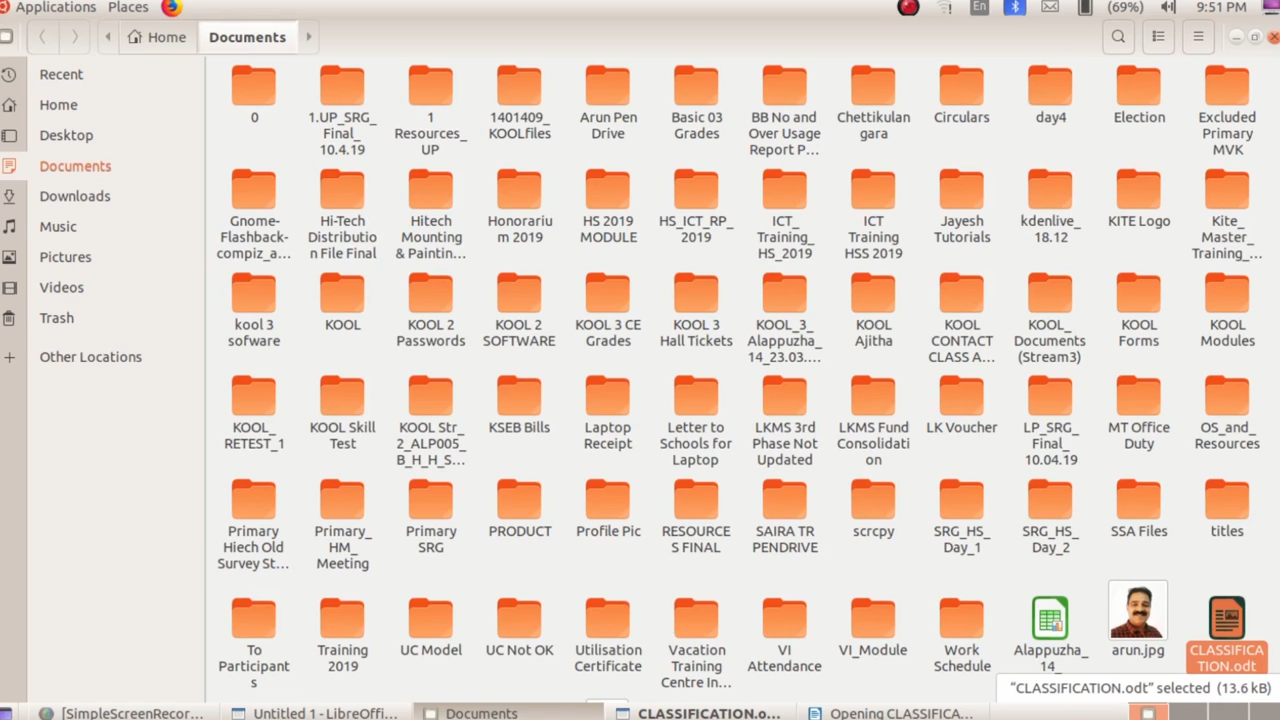 Applications Places En (69%) 9:51 PM
Home Documents
Recent
Home
Desktop
Documents
Downloads
Music
Pictures
Videos
Trash
Other Locations
0
1.UP_SRG_
Final_
10.4.19
1
Resources_
UP
1401409_
KOOLfiles
Arun Pen
Drive
Basic 03
Grades
BB No and
Over Usage
Report P...
Chettikulan
gara
Circulars
day4
Election
Excluded
Primary
MVK
Gnome-
Flashback-
compiz_a...
Hi-Tech
Distributio
n File Final
Hitech
Mounting
& Paintin...
Honorariu
m 2019
HS 2019
MODULE
HS_ICT_RP_
2019
ICT_
Training_
HS_2019
ICT
Training
HSS 2019
Jayesh
Tutorials
kdenlive_
18.12
KITE Logo
Kite_
Master_
Training_...
kool 3
sofware
KOOL
KOOL 2
Passwords
KOOL 2
SOFTWARE
KOOL 3 CE
Grades
KOOL 3
Hall Tickets
KOOL_3_
Alappuzha_
14_23.03....
KOOL
Ajitha
KOOL
CONTACT
CLASS A...
KOOL_
Documents
(Stream3)
KOOL
Forms
KOOL
Modules
KOOL_
RETEST_1
KOOL Skill
Test
KOOL Str_
2_ALP005_
B_H_H_S...
KSEB Bills
Laptop
Receipt
Letter to
Schools for
Laptop
LKMS 3rd
Phase Not
Updated
LKMS Fund
Consolidati
on
LK Voucher
LP_SRG_
Final_
10.04.19
MT Office
Duty
OS_and_
Resources
Primary
Hiech Old
Survey St...
Primary_
HM_
Meeting
Primary
SRG
PRODUCT
Profile Pic
RESOURCE
S FINAL
SAIRA TR
PENDRIVE
scrcpy
SRG_HS_
Day_1
SRG_HS_
Day_2
SSA Files
titles
To
Participant
s
Training
2019
UC Model
UC Not OK
Utilisation
Certificate
Vacation
Training
Centre In...
VI
Attendance
VI_Module
Work
Schedule
Alappuzha_
14_
arun.jpg
CLASSIFICA
TION.odt
"CLASSIFICATION.odt" selected (13.6 kB)
[SimpleScreenRecor... Untitled 1 - LibreOffi... Documents CLASSIFICATION.o... Opening CLASSIFICA...